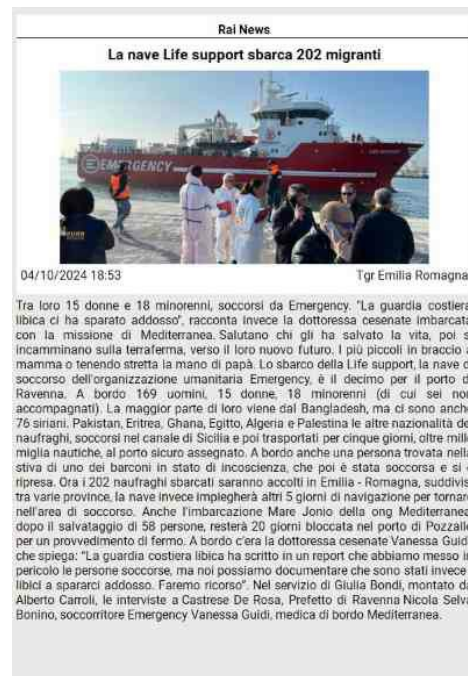 Rai News
La nave Life support sbarca 202 migranti
EMERGENCY
04/10/2024 18:53
Tgr Emilia Romagna
Tra loro 15 donne e 18 minorenni, soccorsi da Emergency. "La guardia costiera
libica ci ha sparato addosso", racconta invece la dottoressa cesenate imbarcata
con la missione di Mediterranea. Salutano chi gli ha salvato la vita, poi s
incamminano sulla terraferma, verso il loro nuovo futuro. I più piccoli in braccio a
mamma o tenendo stretta la mano di papà. Lo sbarco della Life support, la nave d
soccorso dell'organizzazione umanitaria Emergency, è il decimo per il porto d
Ravenna. A bordo 169 uomini, 15 donne, 18 minorenni (di cui sei non
accompagnati). La maggior parte di loro viene dal Bangladesh, ma ci sono anche
76 siriani. Pakistan, Eritrea, Ghana, Egitto, Algeria e Palestina le altre nazionalità de
naufraghi, soccorsi nel canale di Sicilia e poi trasportati per cinque giorni, oltre mille
miglia nautiche, al porto sicuro assegnato. A bordo anche una persona trovata nella
stiva di uno dei barconi in stato di incoscienza, che poi è stata soccorsa e si è
ripresa. Ora i 202 naufraghi sbarcati saranno accolti in Emilia - Romagna, suddivis
tra varie province, la nave invece impiegherà altri 5 giorni di navigazione per tornare
nell'area di soccorso. Anche l'imbarcazione Mare Jonio della ong Mediterranea
dopo il salvataggio di 58 persone, resterà 20 giorni bloccata nel porto di Pozzallo
per un provvedimento di fermo. A bordo c'era la dottoressa cesenate Vanessa Guidi
che spiega: "La guardia costiera libica ha scritto in un report che abbiamo messo in
pericolo le persone soccorse, ma noi possiamo documentare che sono stati invece i
libici a spararci addosso. Faremo ricorso". Nel servizio di Giulia Bondi, montato da
Alberto Carroli, le interviste a Castrese De Rosa, Prefetto di Ravenna Nicola Selva
Bonino, soccorritore Emergency Vanessa Guidi, medica di bordo Mediterranea.